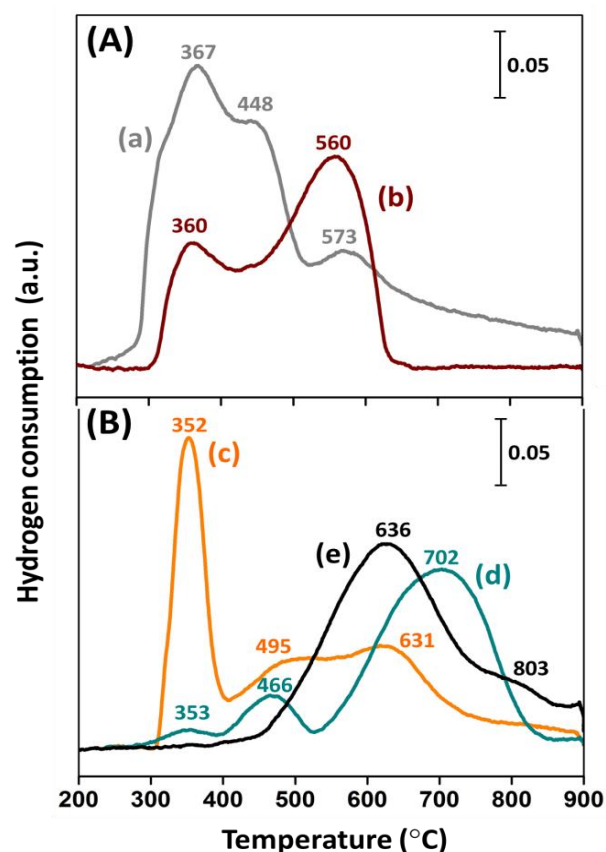 (A)
367
0.05
448
(a)
560
(b)
360
573
Hydrogen consumption (a.u.)
(B)
352
(c)
0.05
636
(e)
702
(d)
495
631
466
803
353
200 300 400 500 600 700 800 900
Temperature (°C)